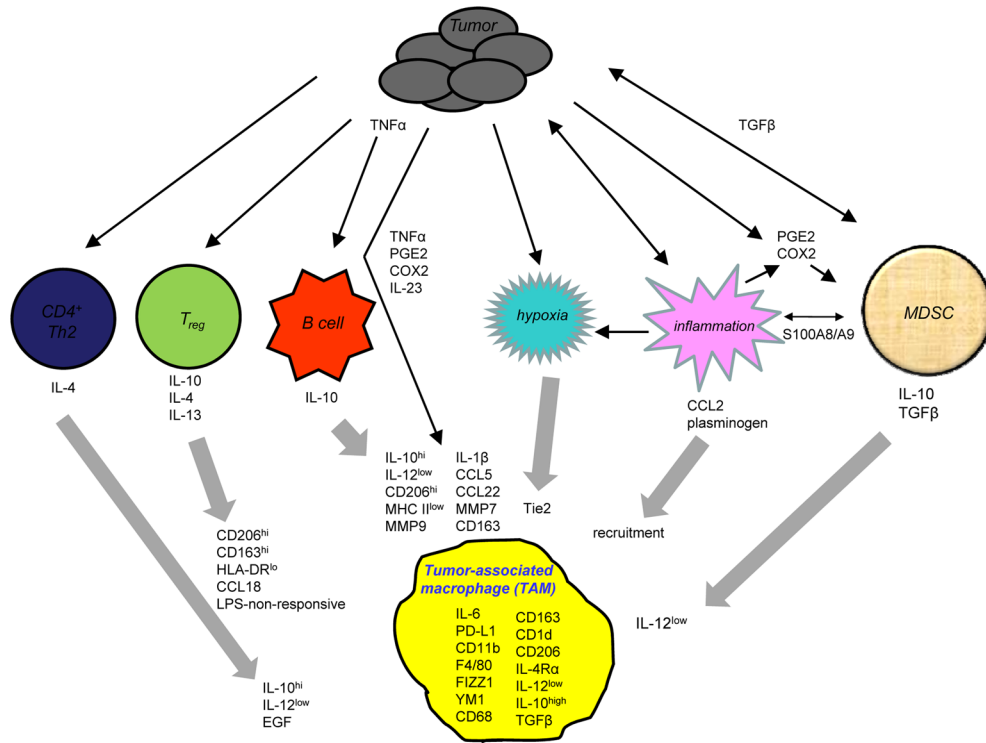 Tumor
TNFα
TGFβ
TNFα
PGE2
COX2
IL-23
PGE2
COX2
CD4⁺
Th2
T_reg
B cell
hypoxia
inflammation
S100A8/A9
MDSC
IL-4
IL-10
IL-4
IL-13
IL-10
CCL2
plasminogen
IL-10
TGFβ
IL-10ʰⁱ
IL-12ˡᵒʷ
CD206ʰⁱ
MHC IIˡᵒʷ
MMP9
IL-1β
CCL5
CCL22
MMP7
CD163
Tie2
recruitment
CD206ʰⁱ
CD163ʰⁱ
HLA-DRˡᵒ
CCL18
LPS-non-responsive
Tumor-associated
macrophage (TAM)
IL-6
PD-L1
CD11b
F4/80
FIZZ1
YM1
CD68
CD163
CD1d
CD206
IL-4Rα
IL-12ˡᵒʷ
IL-10ʰⁱᵍʰ
TGFβ
IL-12ˡᵒʷ
IL-10ʰⁱ
IL-12ˡᵒʷ
EGF